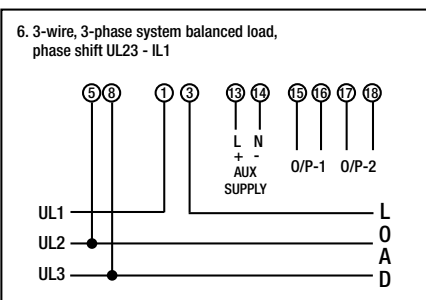 6. 3-wire, 3-phase system balanced load,
phase shift UL23 - IL1
5 8 1 3 13 14 15 16 17 18
L N
+ -
AUX
SUPPLY
O/P-1 O/P-2
UL1
UL2
UL3
L
O
A
D